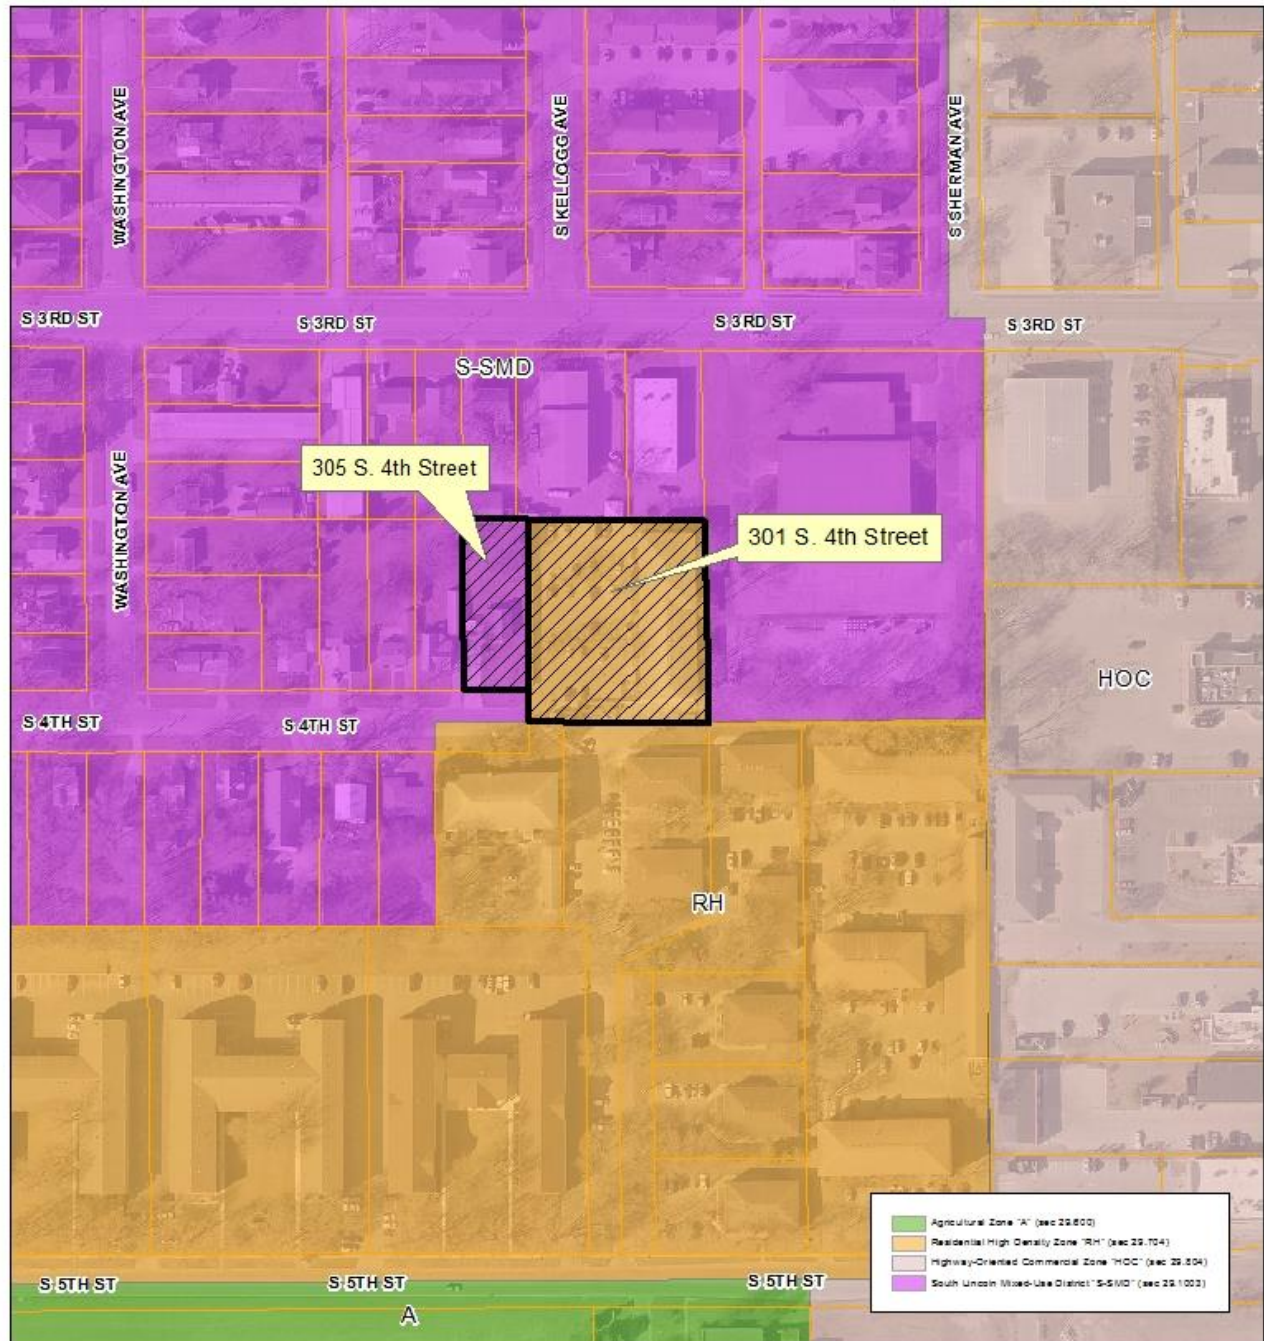 WASHINGTON AVE
S KELLOGG AVE
S SHERMAN AVE
S 3RD ST
S 3RD ST
S 3RD ST
S 3RD ST
S-SMD
305 S. 4th Street
301 S. 4th Street
WASHINGTON AVE
HOC
S 4TH ST
S 4TH ST
RH
Agricultural Zone "A" (sec 29.600)
Residential High Density Zone "RH" (sec 29.704)
Highway-Oriented Commercial Zone "HOC" (sec 29.804)
South Lincoln Mixed-Use District "S-SMD" (sec 29.1003)
S 5TH ST
S 5TH ST
S 5TH ST
A